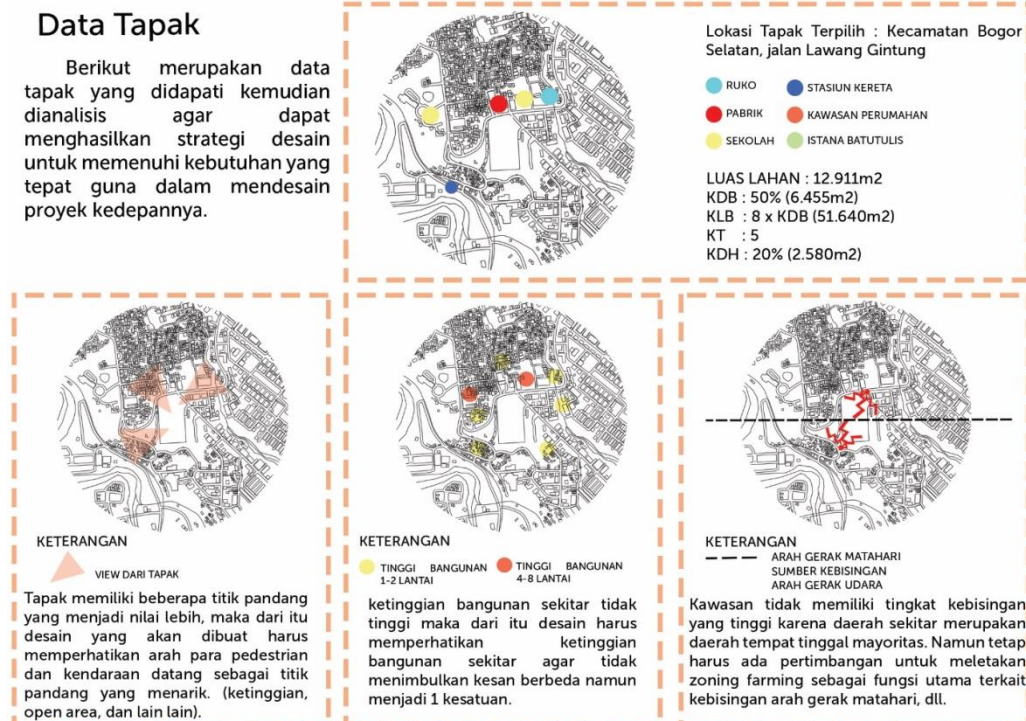 Data Tapak
Berikut merupakan data
tapak yang didapati kemudian
dianalisis agar dapat
menghasilkan strategi desain
untuk memenuhi kebutuhan yang
tepat guna dalam mendesain
proyek kedepannya.
Lokasi Tapak Terpilih : Kecamatan Bogor
Selatan, jalan Lawang Gintung
RUKO
STASIUN KERETA
PABRIK
KAWASAN PERUMAHAN
SEKOLAH
ISTANA BATUTULIS
LUAS LAHAN : 12.911m2
KDB : 50% (6.455m2)
KLB : 8 x KDB (51.640m2)
KT : 5
KDH : 20% (2.580m2)
KETERANGAN
VIEW DARI TAPAK
Tapak memiliki beberapa titik pandang
yang menjadi nilai lebih, maka dari itu
desain yang akan dibuat harus
memperhatikan arah para pedestrian
dan kendaraan datang sebagai titik
pandang yang menarik. (ketinggian,
open area, dan lain lain).
KETERANGAN
TINGGI BANGUNAN
1-2 LANTAI
TINGGI BANGUNAN
4-8 LANTAI
ketinggian bangunan sekitar tidak
tinggi maka dari itu desain harus
memperhatikan ketinggian
bangunan sekitar agar tidak
menimbulkan kesan berbeda namun
menjadi 1 kesatuan.
KETERANGAN
ARAH GERAK MATAHARI
SUMBER KEBISINGAN
ARAH GERAK UDARA
Kawasan tidak memiliki tingkat kebisingan
yang tinggi karena daerah sekitar merupakan
daerah tempat tinggal mayoritas. Namun tetap
harus ada pertimbangan untuk meletakan
zoning farming sebagai fungsi utama terkait
kebisingan arah gerak matahari, dll.